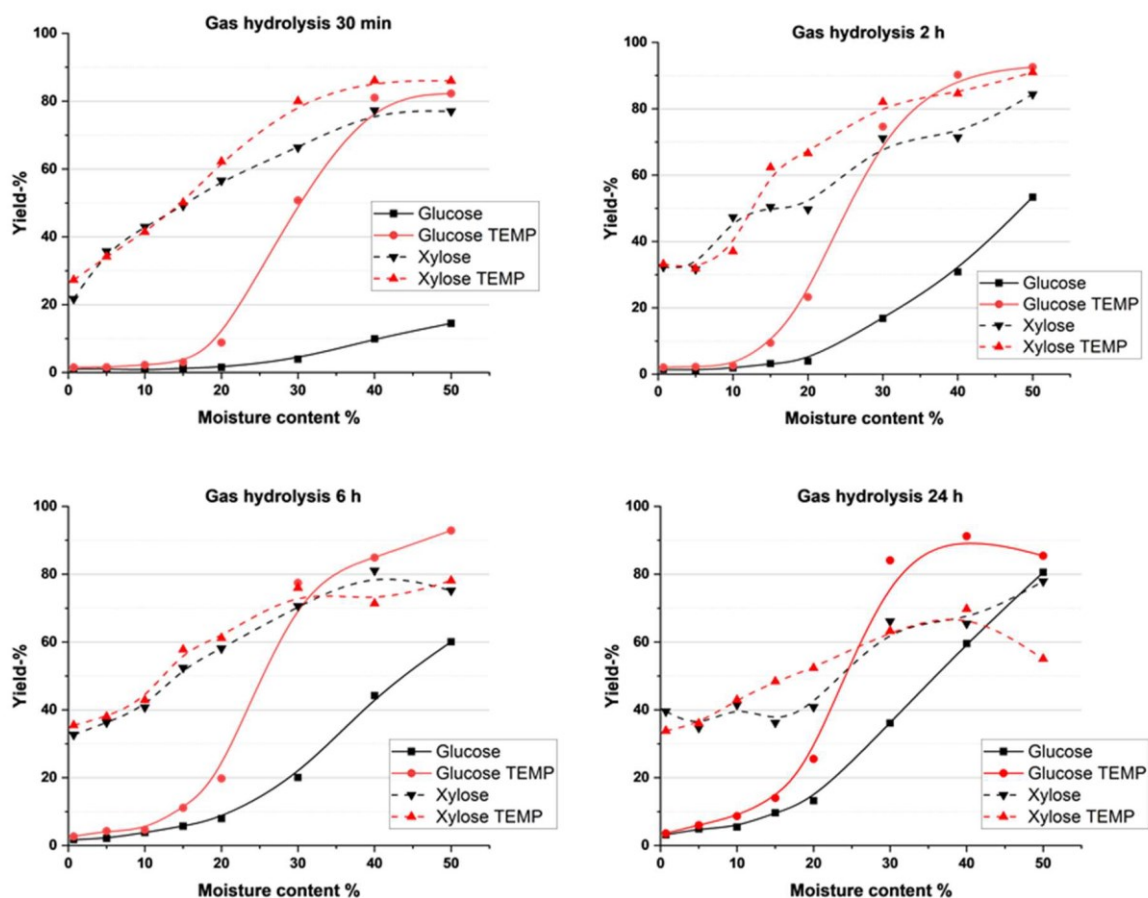 Gas hydrolysis 30 min
100
80
60
40
20
0
Yield-%
Glucose
Glucose TEMP
Xylose
Xylose TEMP
0 10 20 30 40 50
Moisture content %
Gas hydrolysis 2 h
100
80
60
40
20
0
Yield-%
Glucose
Glucose TEMP
Xylose
Xylose TEMP
0 10 20 30 40 50
Moisture content %
Gas hydrolysis 6 h
100
80
60
40
20
0
Yield-%
Glucose
Glucose TEMP
Xylose
Xylose TEMP
0 10 20 30 40 50
Moisture content %
Gas hydrolysis 24 h
100
80
60
40
20
0
Yield-%
Glucose
Glucose TEMP
Xylose
Xylose TEMP
0 10 20 30 40 50
Moisture content %